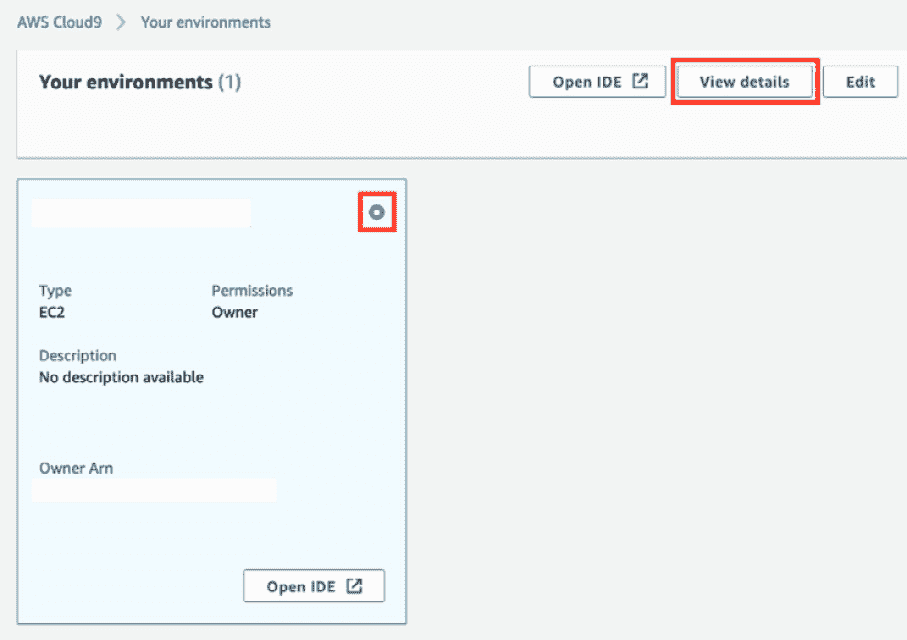 AWS Cloud9 > Your environments
Your environments (1)
Open IDE
View details
Edit
Type
Permissions
EC2
Owner
Description
No description available
Owner Arn
Open IDE